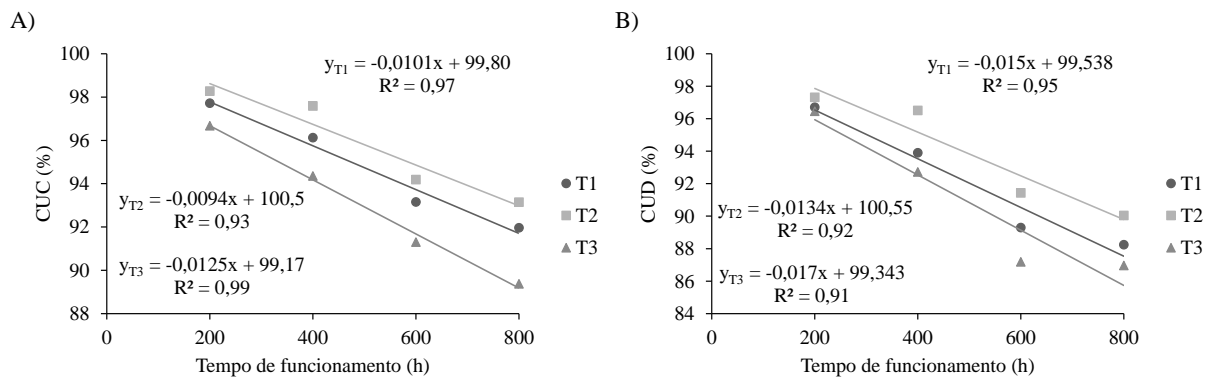 A)
100
98
96
94
92
90
88
CUC (%)
y_T1 = -0,0101x + 99,80
R² = 0,97
y_T2 = -0,0094x + 100,5
R² = 0,93
y_T3 = -0,0125x + 99,17
R² = 0,99
0 200 400 600 800
Tempo de funcionamento (h)
T1
T2
T3
B)
100
98
96
94
92
90
88
86
84
CUD (%)
y_T1 = -0,015x + 99,538
R² = 0,95
y_T2 = -0,0134x + 100,55
R² = 0,92
y_T3 = -0,017x + 99,343
R² = 0,91
0 200 400 600 800
Tempo de funcionamento (h)
T1
T2
T3